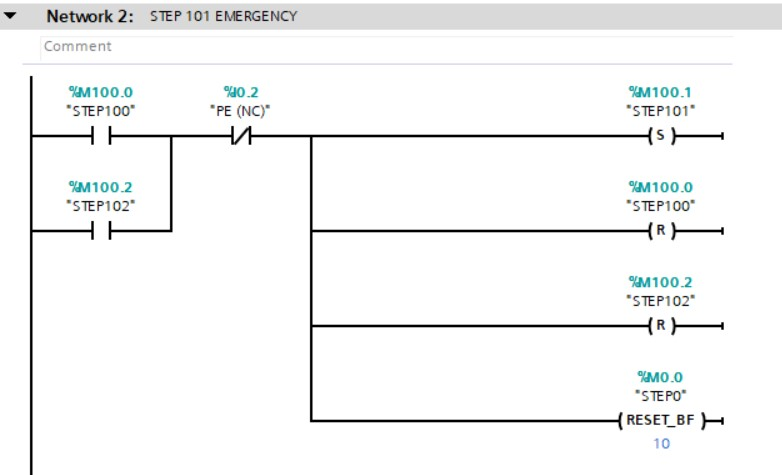 Network 2: STEP 101 EMERGENCY
Comment
%M100.0 %I0.2 %M100.1
"STEP100" "PE (NC)" "STEP101"
S
%M100.2 %M100.0
"STEP102" "STEP100"
R
%M100.2
"STEP102"
R
%M0.0
"STEP0"
RESET_BF
10